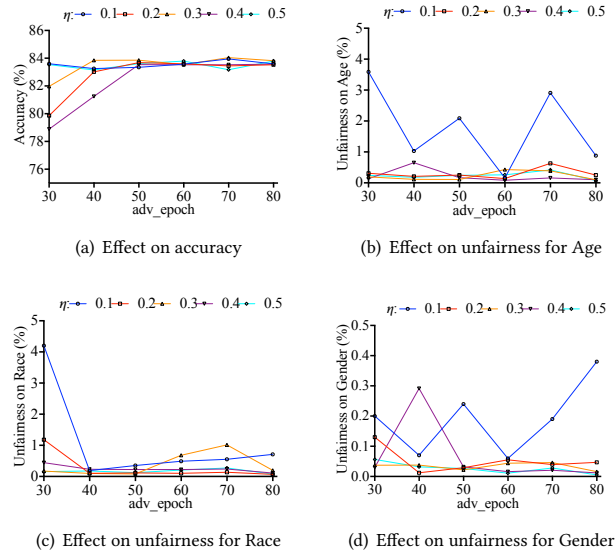 η: 0.1 0.2 0.3 0.4 0.5
86
84
82
80
78
76
Accuracy (%)
30 40 50 60 70 80
adv_epoch
(a) Effect on accuracy
η: 0.1 0.2 0.3 0.4 0.5
5
4
3
2
1
0
Unfairness on Age (%)
30 40 50 60 70 80
adv_epoch
(b) Effect on unfairness for Age
η: 0.1 0.2 0.3 0.4 0.5
5
4
3
2
1
0
Unfairness on Race (%)
30 40 50 60 70 80
adv_epoch
(c) Effect on unfairness for Race
η: 0.1 0.2 0.3 0.4 0.5
0.5
0.4
0.3
0.2
0.1
0.0
Unfairness on Gender (%)
30 40 50 60 70 80
adv_epoch
(d) Effect on unfairness for Gender